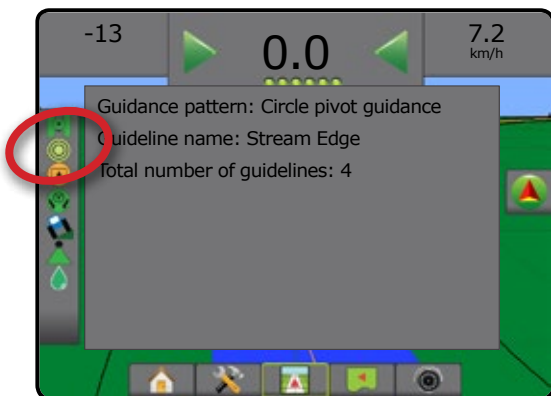 -13
0.0
7.2
km/h
Guidance pattern: Circle pivot guidance
Guideline name: Stream Edge
Total number of guidelines: 4